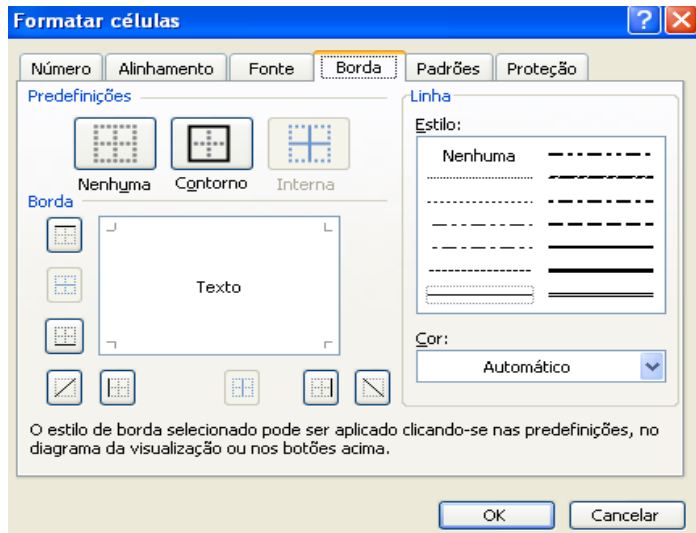 Formatar células
Número Alinhamento Fonte Borda Padrões Proteção
Predefinições
Nenhuma Contorno Interna
Borda
Texto
Linha
Estilo:
Nenhuma
Cor:
Automático
O estilo de borda selecionado pode ser aplicado clicando-se nas predefinições, no
diagrama da visualização ou nos botões acima.
OK Cancelar